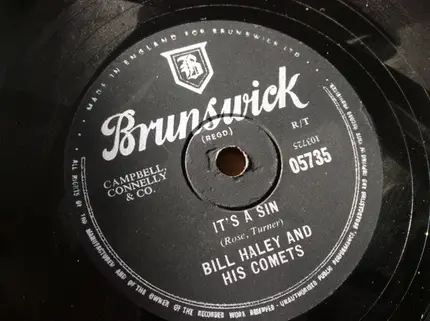 MADE IN ENGLAND FOR BRUNSWICK LTD
B
Brunswick
(REGD.)
R/T
103725
05735
CAMPBELL
CONNELLY
& CO.
IT'S A SIN
(Rose, Turner)
BILL HALEY AND
HIS COMETS
ALL RIGHTS OF THE MANUFACTURER AND OF THE OWNER OF THE RECORDED WORK RESERVED · UNAUTHORISED PUBLIC